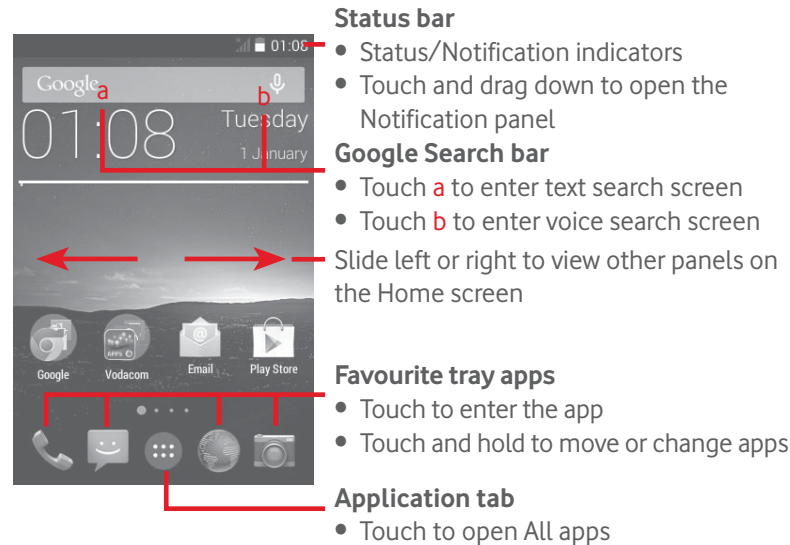 Status bar
01:08
• Status/Notification indicators
• Touch and drag down to open the
Notification panel
Google
a
b
01:08
Tuesday
1 January
Google Search bar
• Touch a to enter text search screen
• Touch b to enter voice search screen
Slide left or right to view other panels on
the Home screen
@
APPS
Google
Vodacom
Email
Play Store
Favourite tray apps
• Touch to enter the app
• Touch and hold to move or change apps
Application tab
• Touch to open All apps